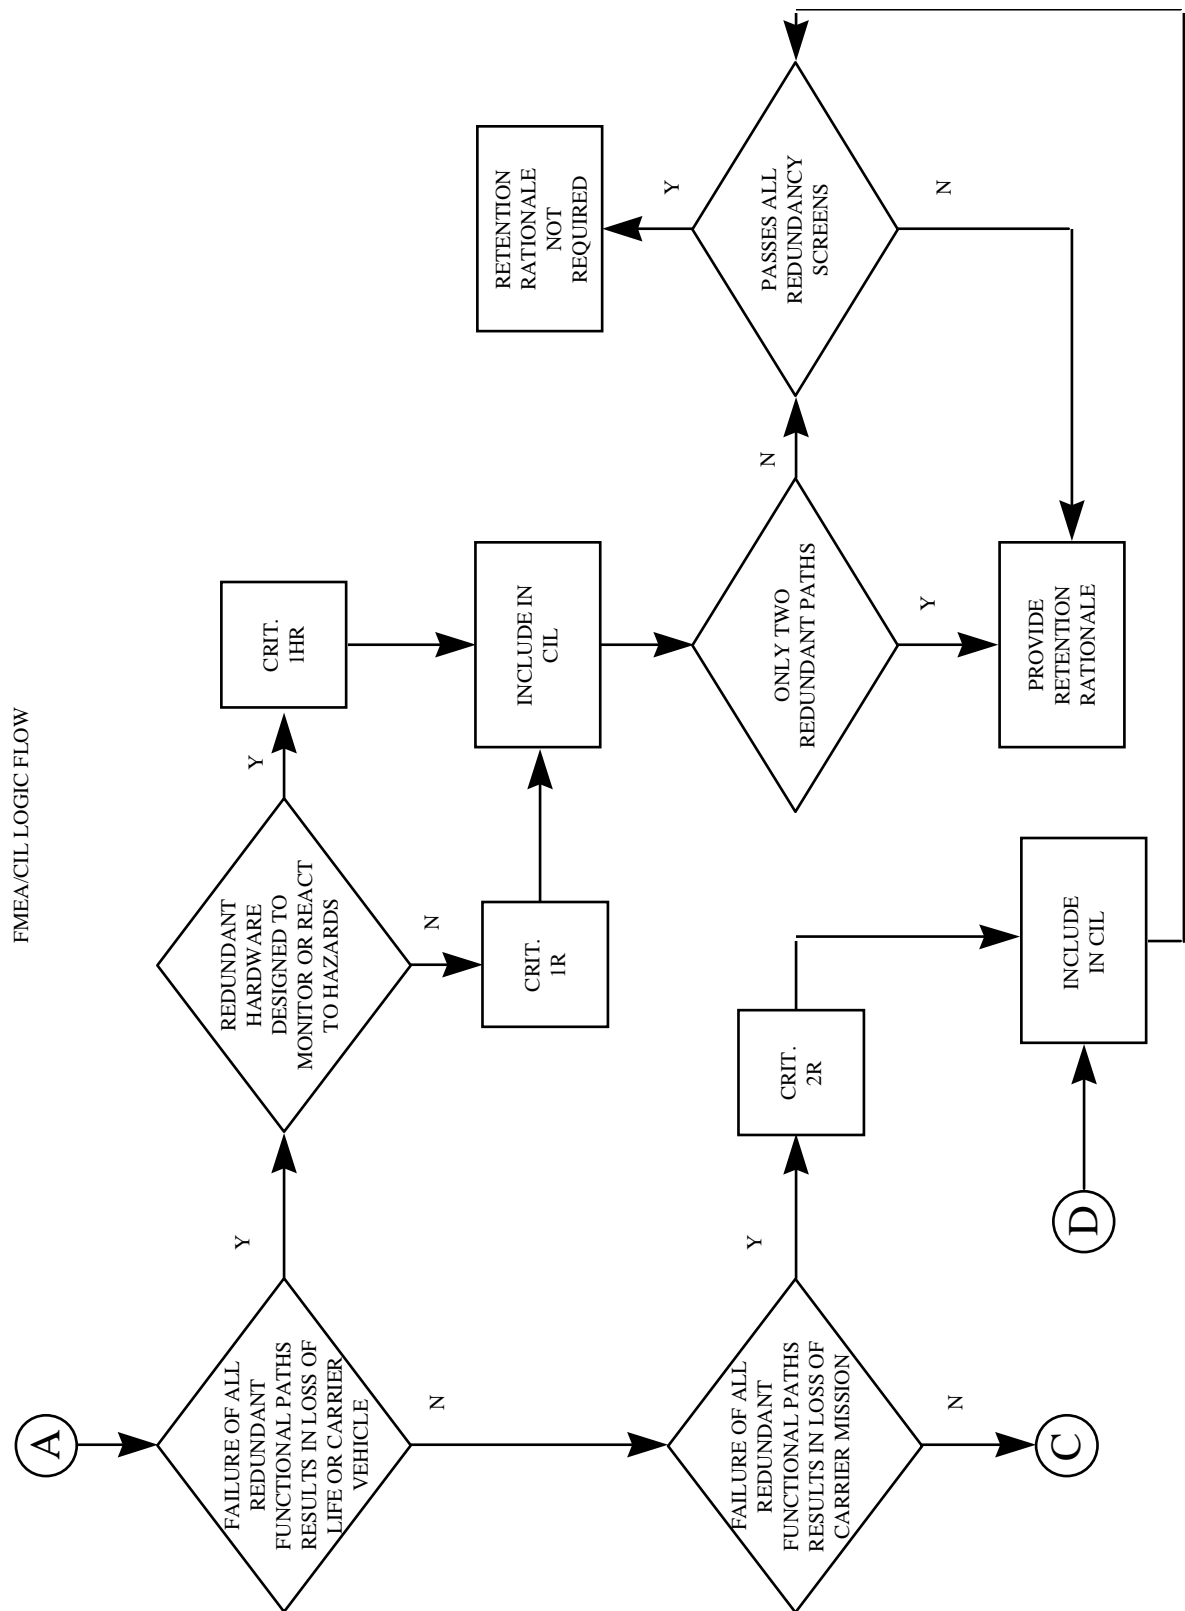 FMEA/CIL LOGIC FLOW
A
FAILURE OF ALL
REDUNDANT
FUNCTIONAL PATHS
RESULTS IN LOSS OF
LIFE OR CARRIER
VEHICLE
Y
N
REDUNDANT
HARDWARE
DESIGNED TO
MONITOR OR REACT
TO HAZARDS
Y
N
CRIT.
1HR
CRIT.
1R
INCLUDE IN
CIL
FAILURE OF ALL
REDUNDANT
FUNCTIONAL PATHS
RESULTS IN LOSS OF
CARRIER MISSION
Y
N
C
CRIT.
2R
D
INCLUDE
IN CIL
ONLY TWO
REDUNDANT PATHS
N
Y
PROVIDE
RETENTION
RATIONALE
PASSES ALL
REDUNDANCY
SCREENS
Y
N
RETENTION
RATIONALE
NOT
REQUIRED